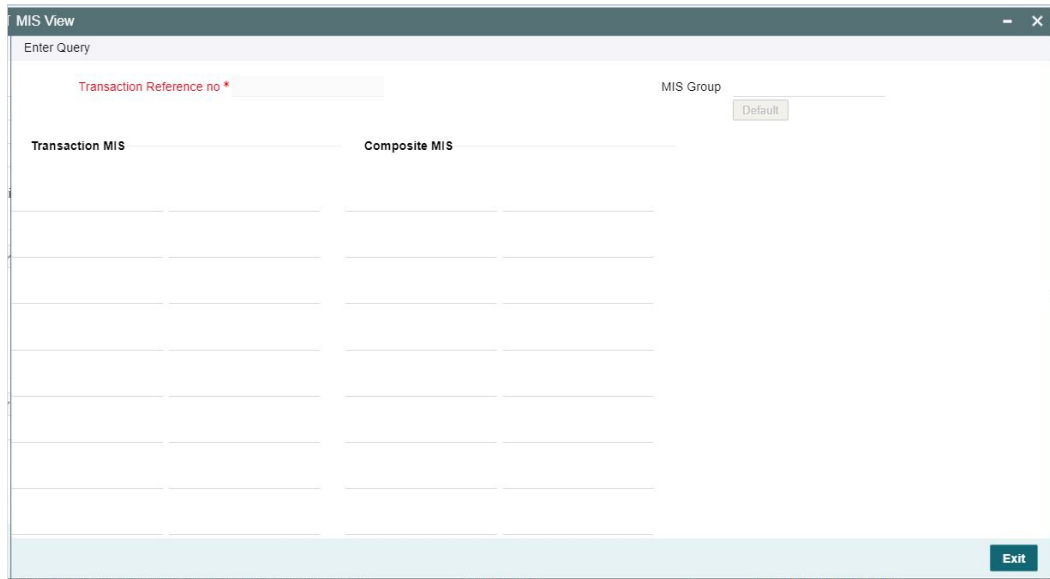 MIS View
Enter Query
Transaction Reference no *
MIS Group
Default
Transaction MIS
Composite MIS
Exit